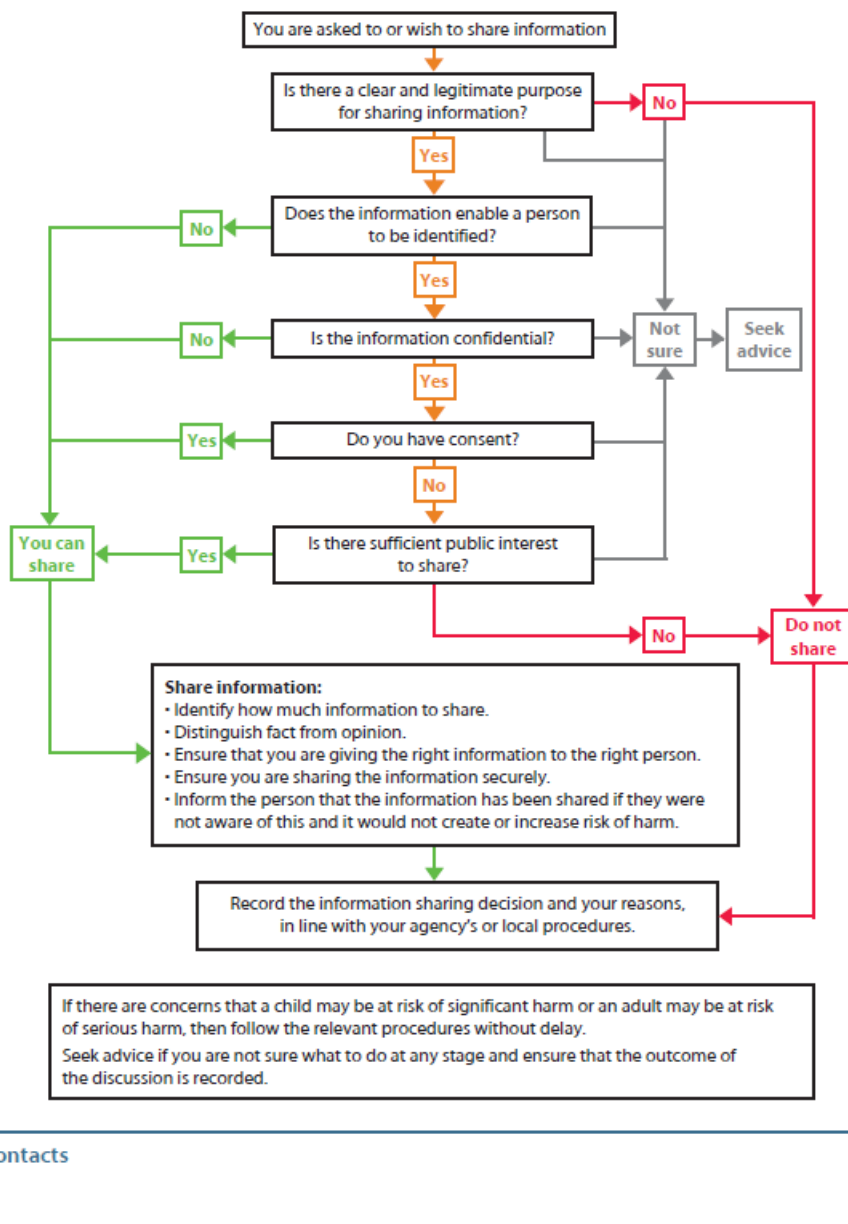 You are asked to or wish to share information
Is there a clear and legitimate purpose
for sharing information?
No
Yes
Does the information enable a person
to be identified?
No
Yes
Is the information confidential?
No
Not
sure
Seek
advice
Yes
Do you have consent?
Yes
No
Is there sufficient public interest
to share?
Yes
You can
share
No
Do not
share
Share information:
• Identify how much information to share.
• Distinguish fact from opinion.
• Ensure that you are giving the right information to the right person.
• Ensure you are sharing the information securely.
• Inform the person that the information has been shared if they were
not aware of this and it would not create or increase risk of harm.
Record the information sharing decision and your reasons,
in line with your agency's or local procedures.
If there are concerns that a child may be at risk of significant harm or an adult may be at risk
of serious harm, then follow the relevant procedures without delay.
Seek advice if you are not sure what to do at any stage and ensure that the outcome of
the discussion is recorded.
ontacts